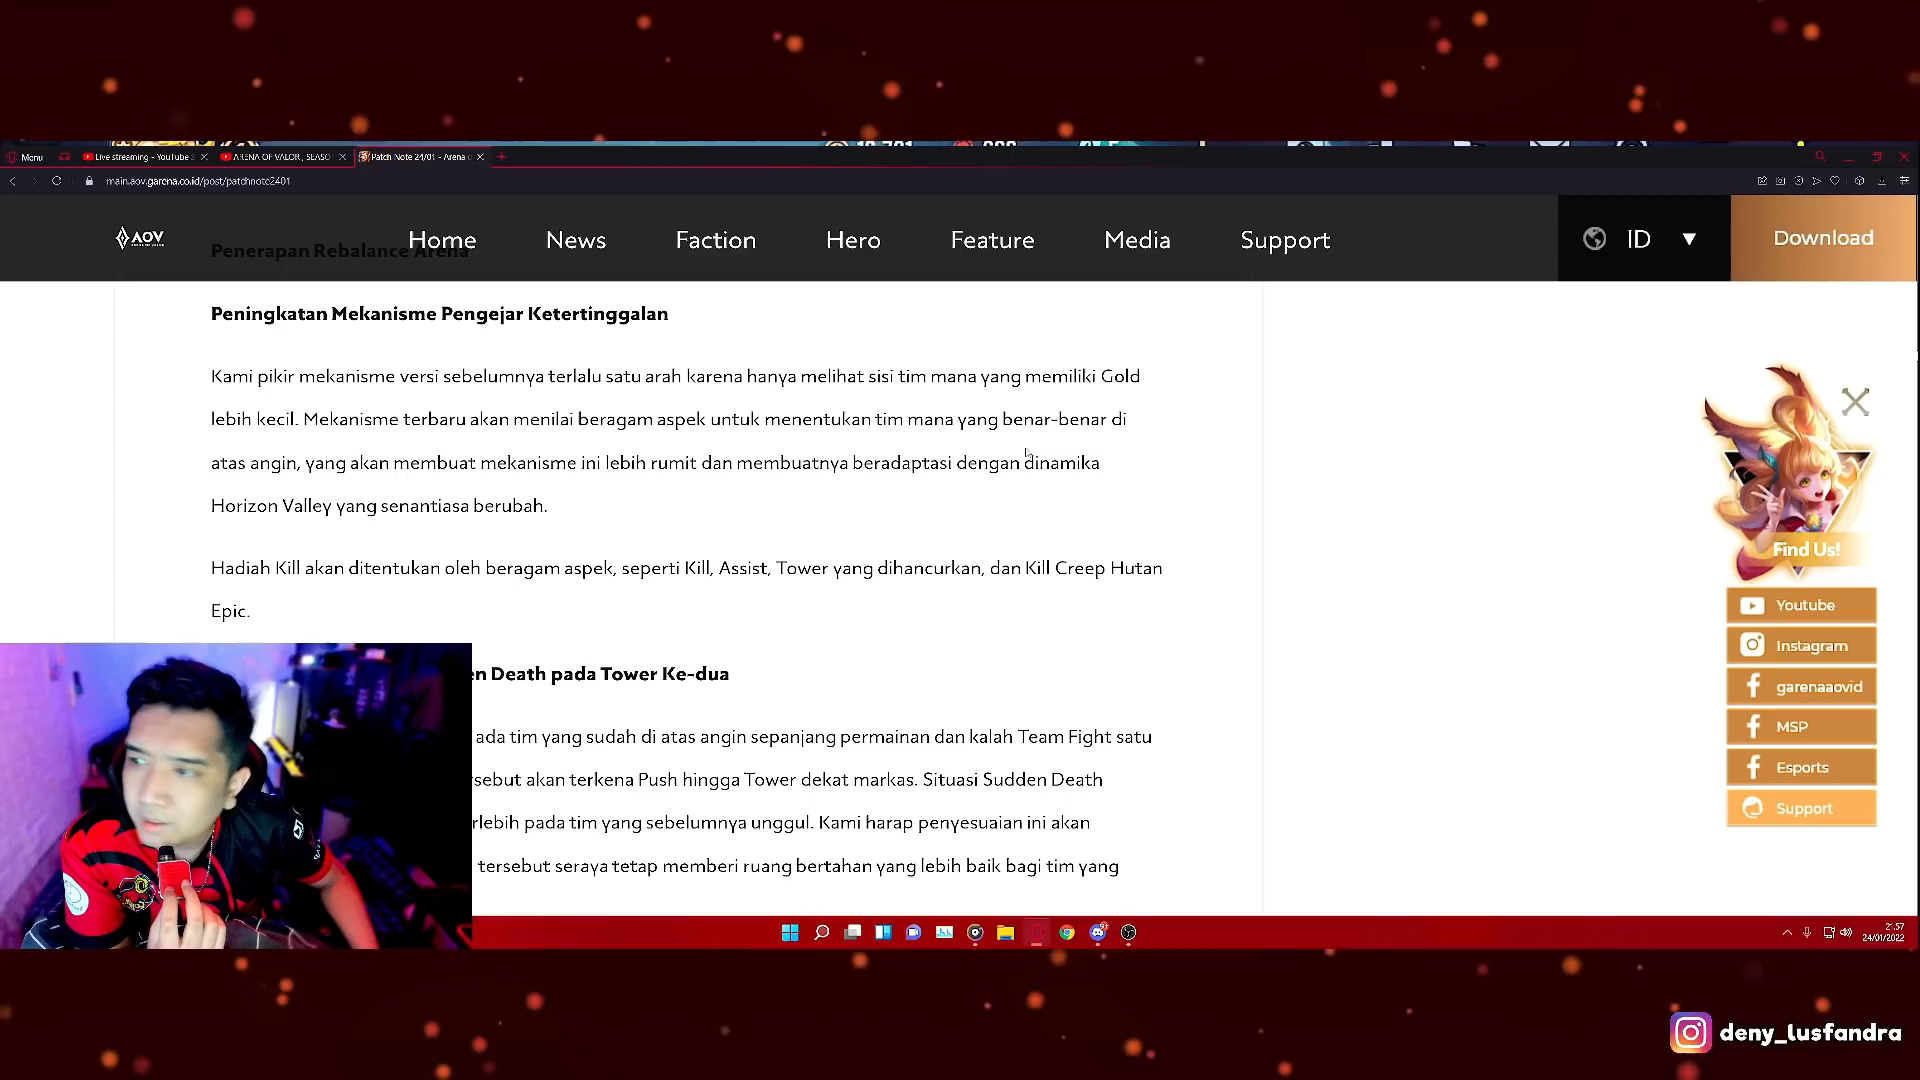 Menu
Live streaming - YouTube S
ARENA OF VALOR , SEASO
Patch Note 24/01 - Arena o
main.aov.garena.co.id/post/patchnote2401
AOV
Home
News
Faction
Hero
Feature
Media
Support
ID
Download
Penerapan Rebalance Arena
Peningkatan Mekanisme Pengejar Ketertinggalan
Kami pikir mekanisme versi sebelumnya terlalu satu arah karena hanya melihat sisi tim mana yang memiliki Gold
lebih kecil. Mekanisme terbaru akan menilai beragam aspek untuk menentukan tim mana yang benar-benar di
atas angin, yang akan membuat mekanisme ini lebih rumit dan membuatnya beradaptasi dengan dinamika
Horizon Valley yang senantiasa berubah.
Hadiah Kill akan ditentukan oleh beragam aspek, seperti Kill, Assist, Tower yang dihancurkan, dan Kill Creep Hutan
Epic.
en Death pada Tower Ke-dua
ada tim yang sudah di atas angin sepanjang permainan dan kalah Team Fight satu
rsebut akan terkena Push hingga Tower dekat markas. Situasi Sudden Death
rlebih pada tim yang sebelumnya unggul. Kami harap penyesuaian ini akan
tersebut seraya tetap memberi ruang bertahan yang lebih baik bagi tim yang
Find Us!
Youtube
Instagram
garenaaovid
MSP
Esports
Support
21.57
24/01/2022
deny_lusfandra